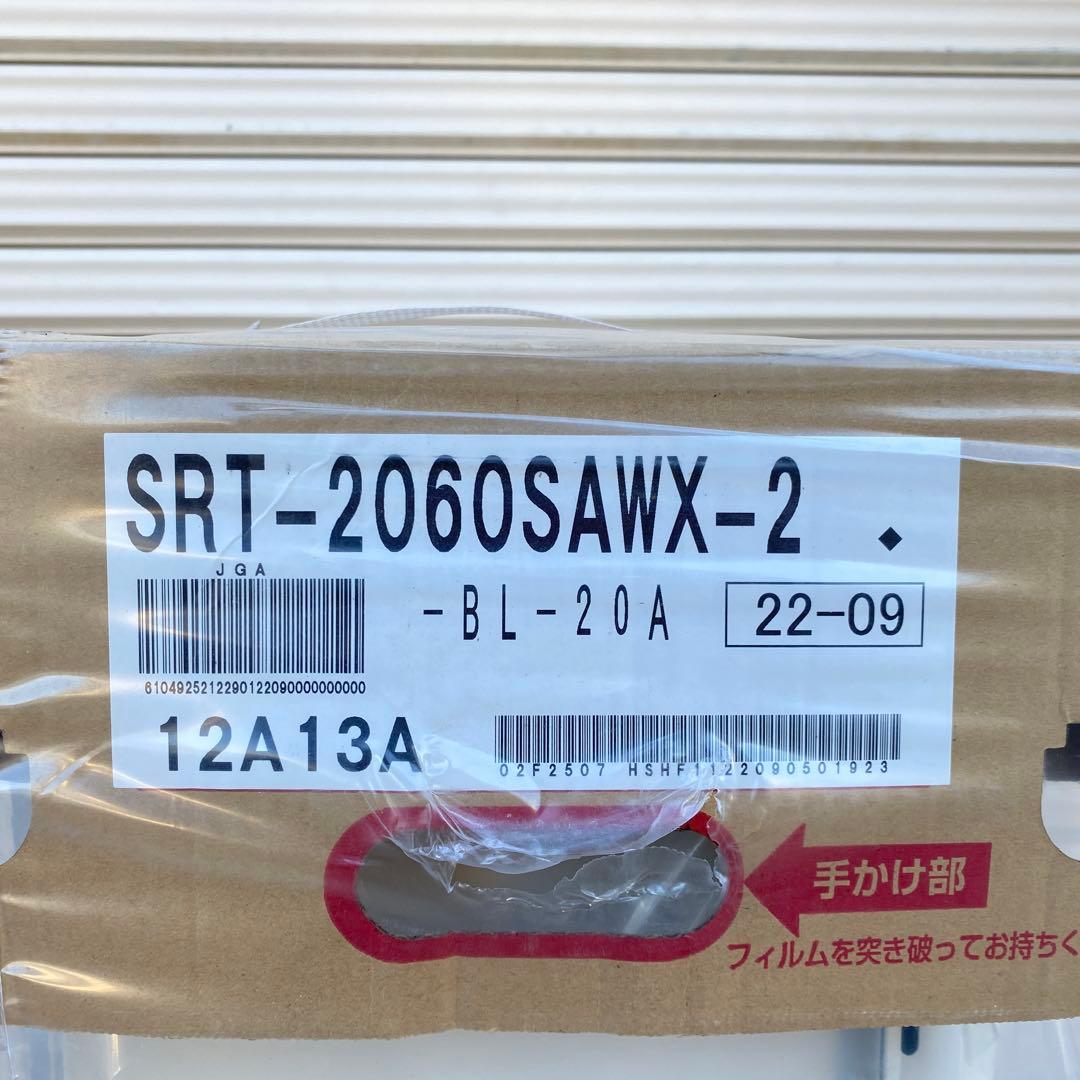 SRT-2060SAWX-2 ◆
JGA
-BL-20A
22-09
6104925212290122090000000000
12A13A
02F2507 HSHF1122090501923
手かけ部
フィルムを突き破ってお持ちく